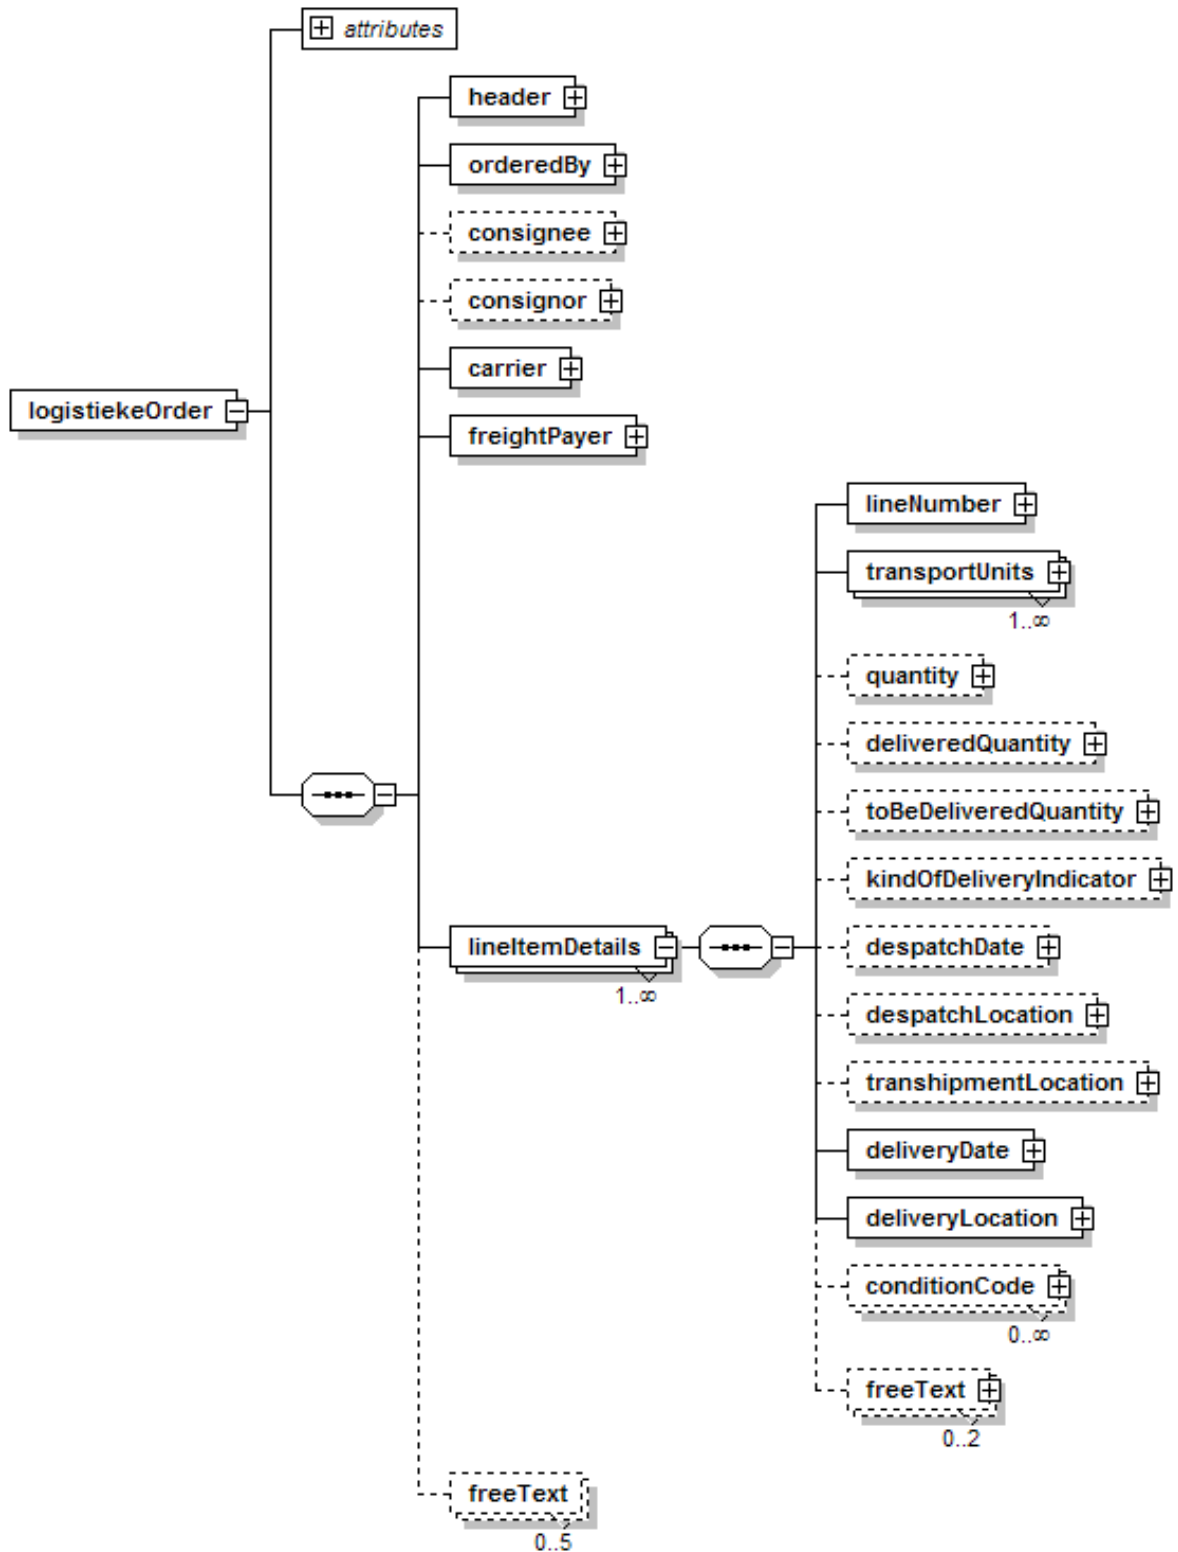 attributes
header
orderedBy
consignee
consignor
carrier
logistiekeOrder
freightPayer
lineNumber
transportUnits
1..∞
quantity
deliveredQuantity
toBeDeliveredQuantity
kindOfDeliveryIndicator
lineItemDetails
1..∞
despatchDate
despatchLocation
transhipmentLocation
deliveryDate
deliveryLocation
conditionCode
0..∞
freeText
0..2
freeText
0..5